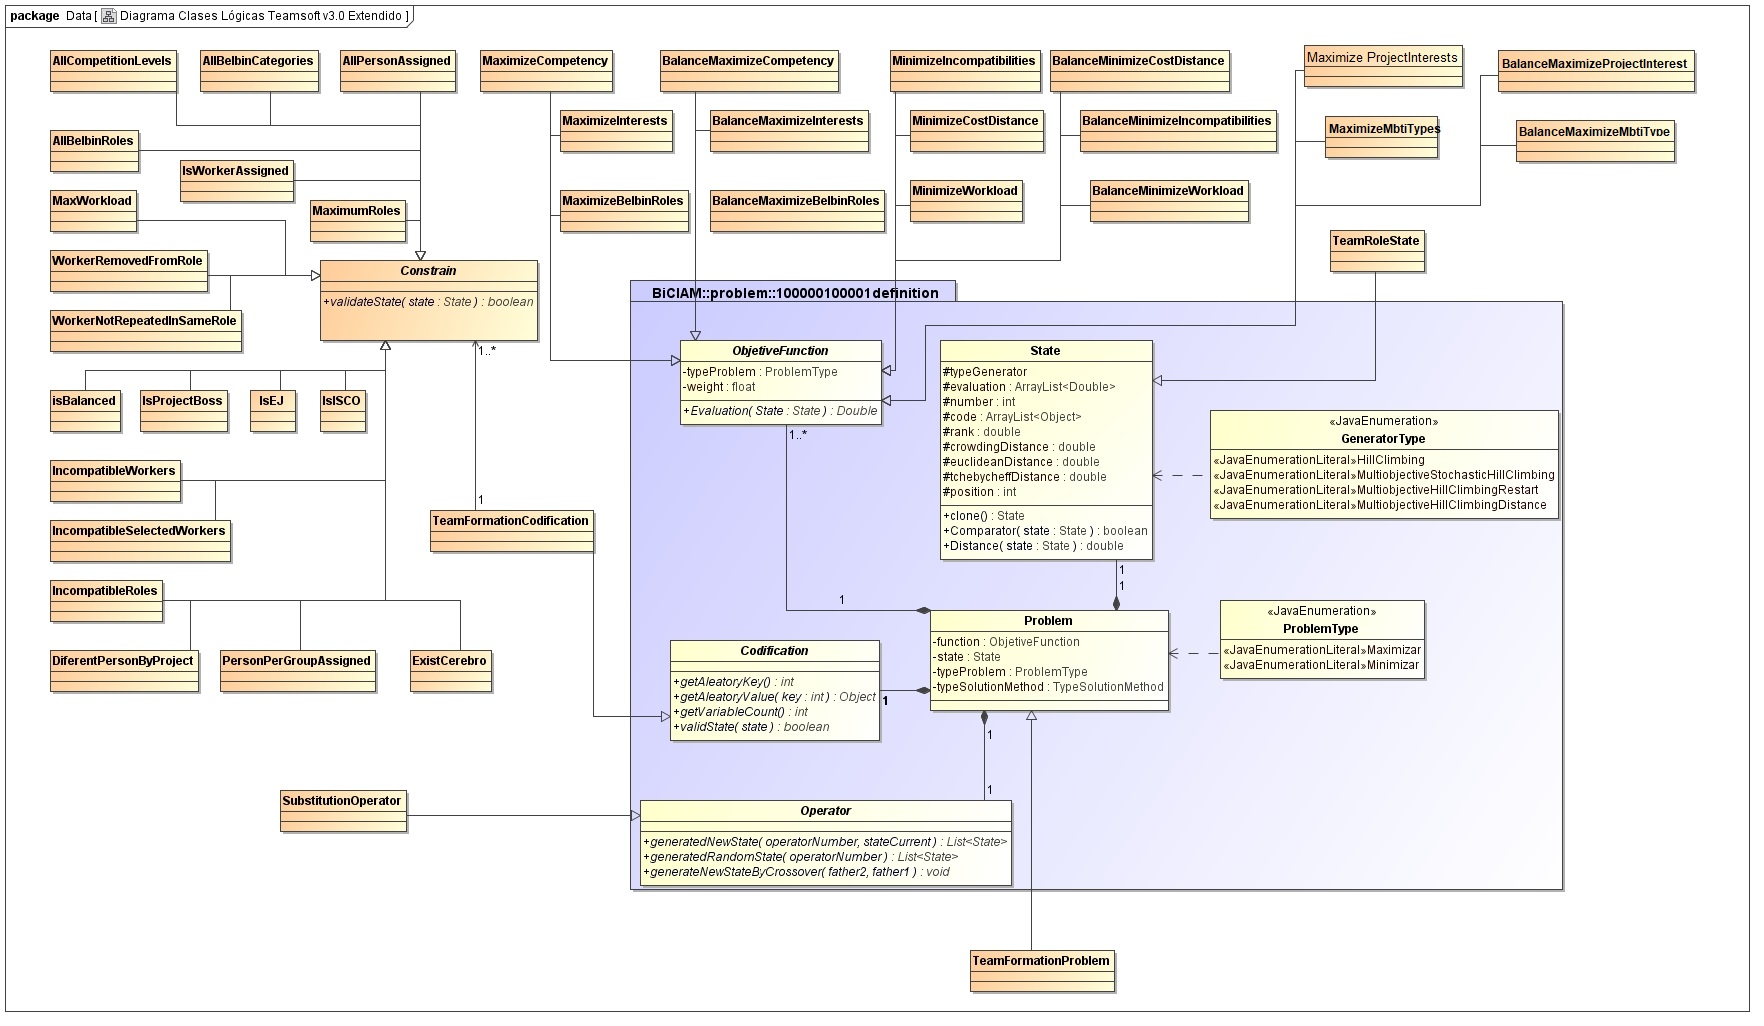 package Data [ Diagrama Clases Lógicas Teamsoft v3.0 Extendido ]
AllCompetitionLevels
AllBelbinCategories
AllPersonAssigned
MaximizeCompetency
BalanceMaximizeCompetency
MinimizeIncompatibilities
BalanceMinimizeCostDistance
Maximize ProjectInterests
BalanceMaximizeProjectInterest
MaximizeInterests
BalanceMaximizeInterests
MinimizeCostDistance
BalanceMinimizeIncompatibilities
MaximizeMbtiTypes
BalanceMaximizeMbtiType
AllBelbinRoles
IsWorkerAssigned
MaxWorkload
MaximumRoles
MaximizeBelbinRoles
BalanceMaximizeBelbinRoles
MinimizeWorkload
BalanceMinimizeWorkload
TeamRoleState
WorkerRemovedFromRole
Constrain
+validateState( state : State ) : boolean
WorkerNotRepeatedInSameRole
1..*
BiCIAM::problem::100000100001definition
ObjetiveFunction
-typeProblem : ProblemType
-weight : float
+Evaluation( State : State ) : Double
1..*
State
#typeGenerator
#evaluation : ArrayList<Double>
#number : int
#code : ArrayList<Object>
#rank : double
#crowdingDistance : double
#euclideanDistance : double
#tchebycheffDistance : double
#position : int
+clone() : State
+Comparator( state : State ) : boolean
+Distance( state : State ) : double
«JavaEnumeration»
GeneratorType
«JavaEnumerationLiteral»HillClimbing
«JavaEnumerationLiteral»MultiobjectiveStochasticHillClimbing
«JavaEnumerationLiteral»MultiobjectiveHillClimbingRestart
«JavaEnumerationLiteral»MultiobjectiveHillClimbingDistance
isBalanced
IsProjectBoss
IsEJ
IsISCO
IncompatibleWorkers
1
TeamFormationCodification
IncompatibleSelectedWorkers
IncompatibleRoles
1
1
1
Problem
-function : ObjetiveFunction
-state : State
-typeProblem : ProblemType
-typeSolutionMethod : TypeSolutionMethod
«JavaEnumeration»
ProblemType
«JavaEnumerationLiteral»Maximizar
«JavaEnumerationLiteral»Minimizar
DiferentPersonByProject
PersonPerGroupAssigned
ExistCerebro
Codification
+getAleatoryKey() : int
+getAleatoryValue( key : int ) : Object
+getVariableCount() : int
+validState( state ) : boolean
1
1
1
SubstitutionOperator
Operator
+generatedNewState( operatorNumber, stateCurrent ) : List<State>
+generatedRandomState( operatorNumber ) : List<State>
+generateNewStateByCrossover( father2, father1 ) : void
TeamFormationProblem